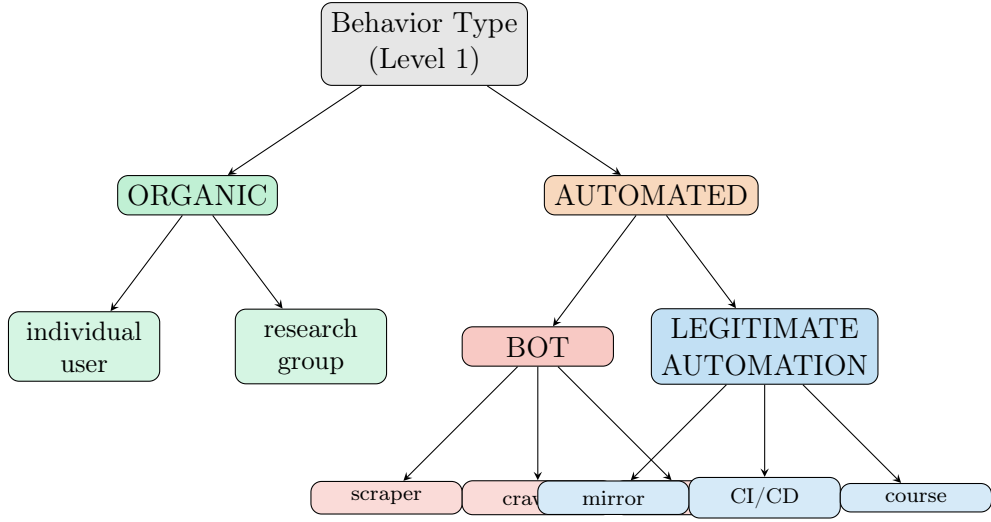 Behavior Type
(Level 1)
ORGANIC
AUTOMATED
individual
user
research
group
BOT
LEGITIMATE
AUTOMATION
scraper
mirror
CI/CD
course